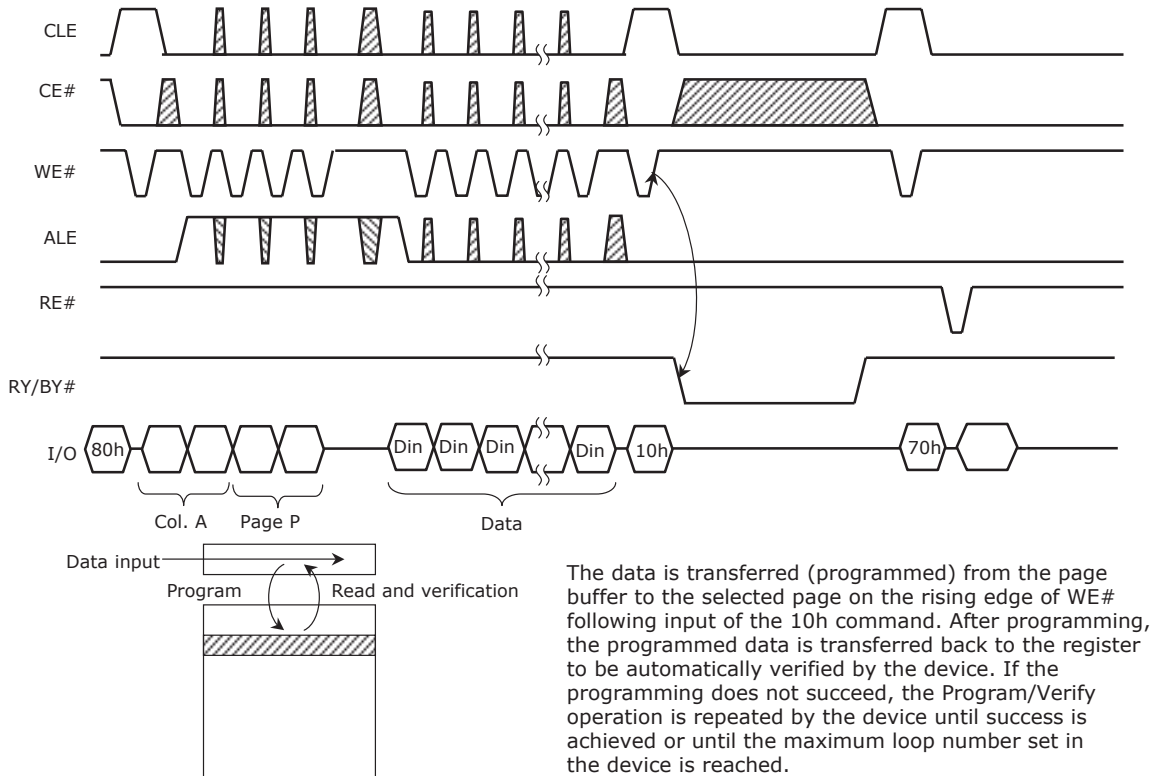 CLE
CE#
WE#
ALE
RE#
RY/BY#
I/O 80h Din Din Din Din 10h 70h
Col. A Page P Data
Data input
Program Read and verification
The data is transferred (programmed) from the page
buffer to the selected page on the rising edge of WE#
following input of the 10h command. After programming,
the programmed data is transferred back to the register
to be automatically verified by the device. If the
programming does not succeed, the Program/Verify
operation is repeated by the device until success is
achieved or until the maximum loop number set in
the device is reached.